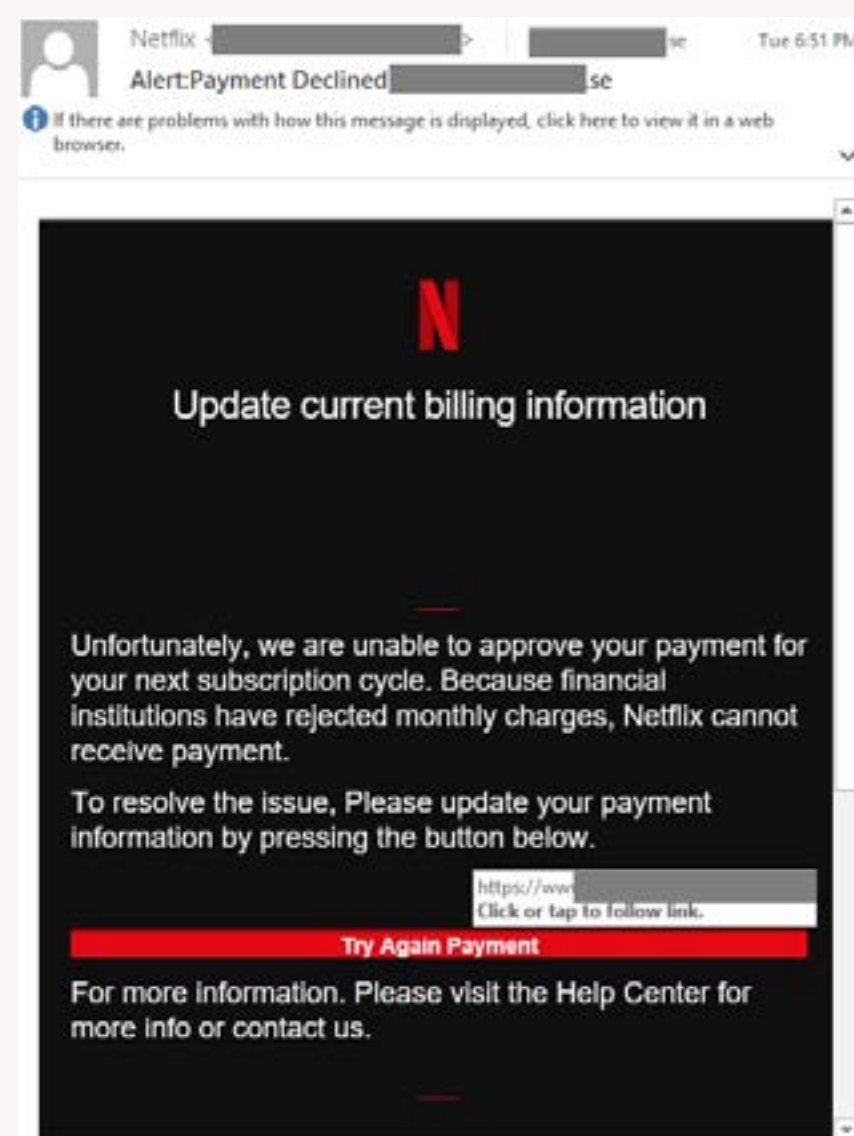 Netflix < >
se
Tue 6:51 PM
Alert:Payment Declined .se
If there are problems with how this message is displayed, click here to view it in a web
browser.
N
Update current billing information
Unfortunately, we are unable to approve your payment for
your next subscription cycle. Because financial
institutions have rejected monthly charges, Netflix cannot
receive payment.
To resolve the issue, Please update your payment
information by pressing the button below.
https://ww
Click or tap to follow link.
Try Again Payment
For more information. Please visit the Help Center for
more info or contact us.